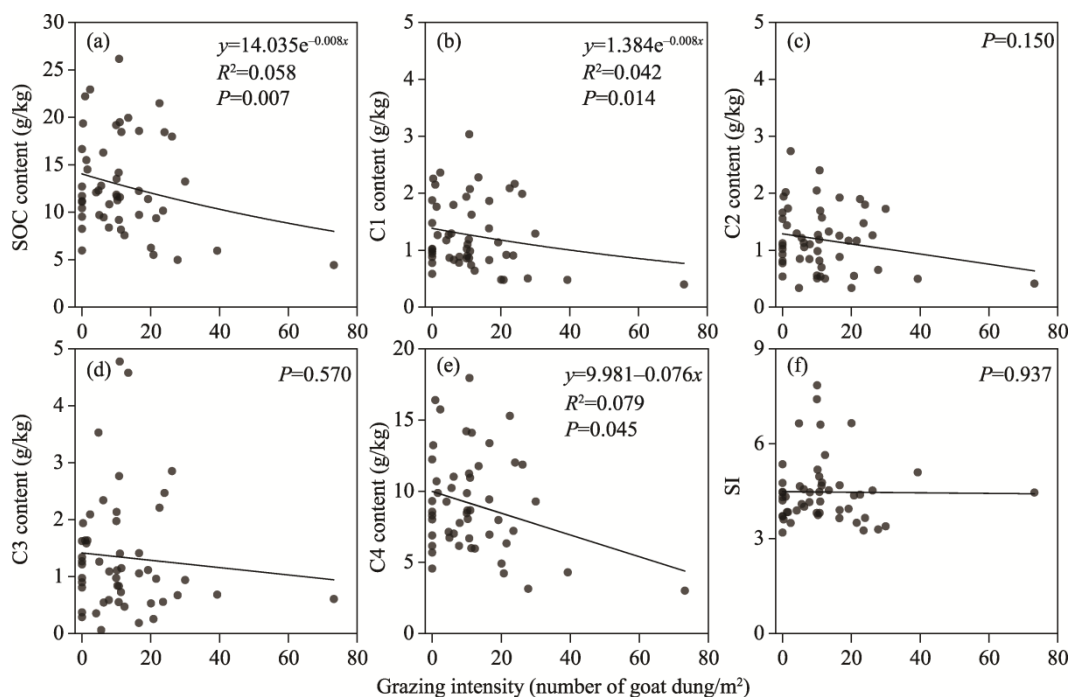 (a)
y=14.035e^–0.008x
R²=0.058
P=0.007
SOC content (g/kg)
30
25
20
15
10
5
0
0 20 40 60 80
(b)
y=1.384e^–0.008x
R²=0.042
P=0.014
C1 content (g/kg)
5
4
3
2
1
0
0 20 40 60 80
(c)
P=0.150
C2 content (g/kg)
5
4
3
2
1
0
0 20 40 60 80
(d)
P=0.570
C3 content (g/kg)
5
4
3
2
1
0
0 20 40 60 80
(e)
y=9.981–0.076x
R²=0.079
P=0.045
C4 content (g/kg)
20
15
10
5
0
0 20 40 60 80
(f)
P=0.937
SI
9
6
3
0
0 20 40 60 80
Grazing intensity (number of goat dung/m²)